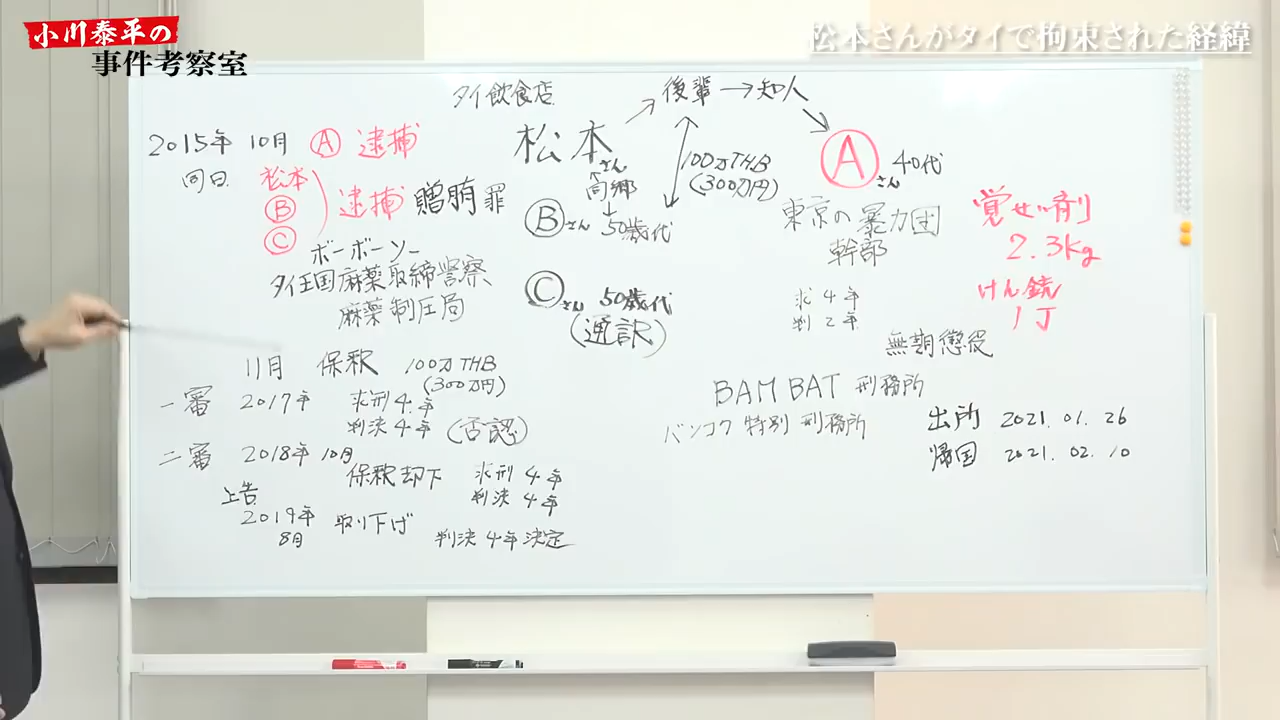 小川泰平の
事件考察室
松本さんがタイで拘束された経緯
タイ飲食店
後輩→知人
2015年 10月 Ⓐ 逮捕
同日 松本
Ⓑ
Ⓒ
逮捕 贈賄罪
ボーボーソー
タイ王国麻薬取締警察
麻薬制圧局
松本さん
同郷
Ⓑさん 50歳代
Ⓒさん 50歳代
(通訳)
100万THB
(300万円)
Ⓐさん 40代
東京の暴力団
幹部
求4年
判2年
覚せい剤
2.3kg
けん銃
1丁
無期懲役
11月 保釈 100万THB
(300万円)
一審 2017年 求刑4年
判決4年 (否認)
二審 2018年10月
保釈却下 求刑4年
判決4年
上告
2019年 取り下げ
8月 判決4年決定
BAMBAT 刑務所
バンコク特別刑務所
出所 2021.01.26
帰国 2021.02.10